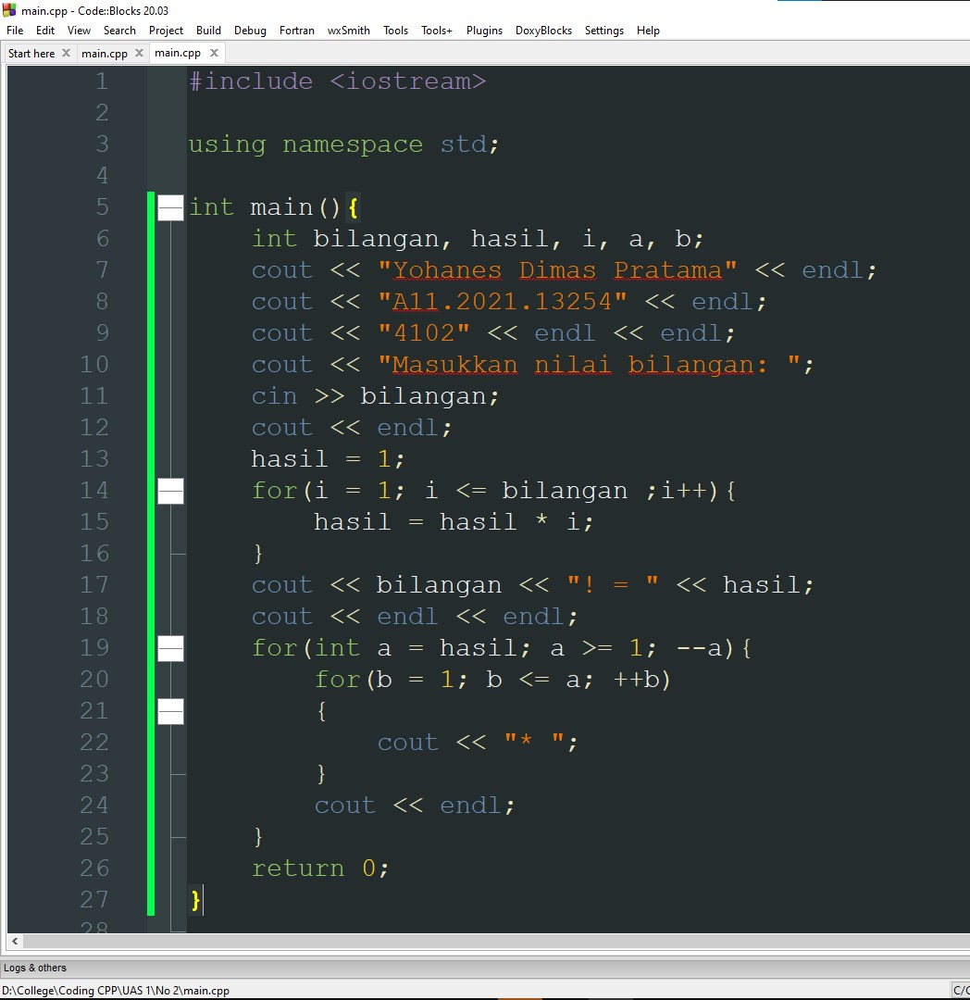 main.cpp - Code::Blocks 20.03
File Edit View Search Project Build Debug Fortran wxSmith Tools Tools+ Plugins DoxyBlocks Settings Help
Start here main.cpp main.cpp
1 #include <iostream>
2
3 using namespace std;
4
5 int main(){
6     int bilangan, hasil, i, a, b;
7     cout << "Yohanes Dimas Pratama" << endl;
8     cout << "A11.2021.13254" << endl;
9     cout << "4102" << endl << endl;
10     cout << "Masukkan nilai bilangan: ";
11     cin >> bilangan;
12     cout << endl;
13     hasil = 1;
14     for(i = 1; i <= bilangan ;i++){
15         hasil = hasil * i;
16     }
17     cout << bilangan << "! = " << hasil;
18     cout << endl << endl;
19     for(int a = hasil; a >= 1; --a){
20         for(b = 1; b <= a; ++b)
21         {
22             cout << "* ";
23         }
24         cout << endl;
25     }
26     return 0;
27 }
28
Logs & others
D:\College\Coding CPP\UAS 1\No 2\main.cpp